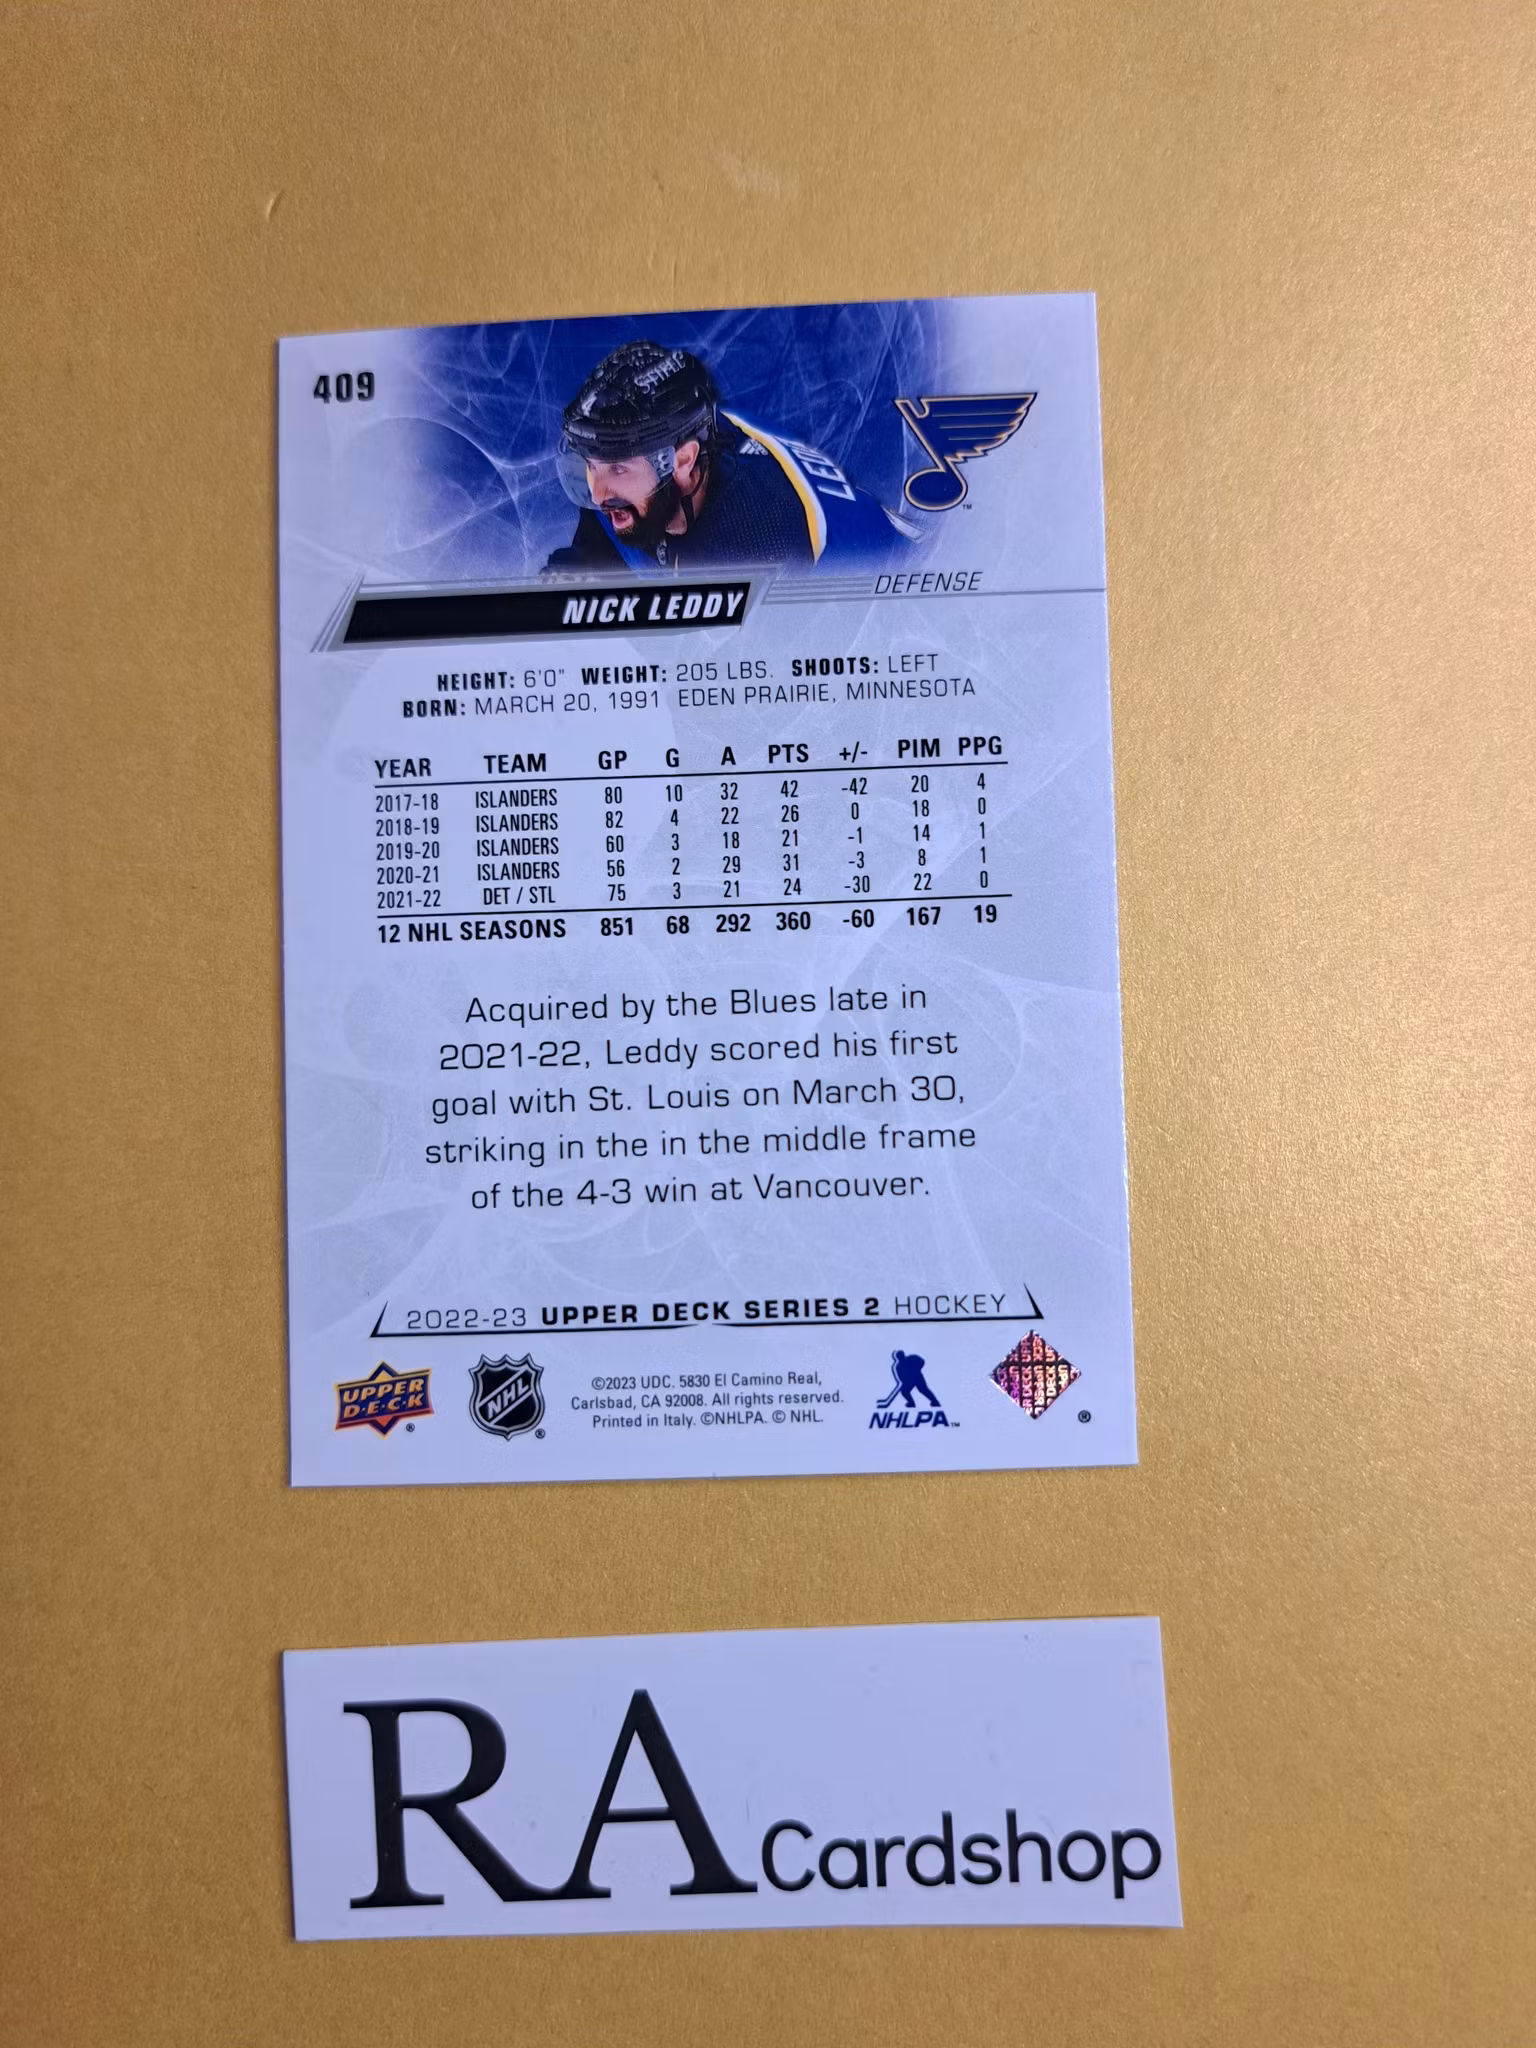 409
STIFEL
LEDDY
TM
NICK LEDDY
DEFENSE
HEIGHT: 6'0" WEIGHT: 205 LBS. SHOOTS: LEFT
BORN: MARCH 20, 1991 EDEN PRAIRIE, MINNESOTA
YEAR TEAM GP G A PTS +/- PIM PPG
2017-18 ISLANDERS 80 10 32 42 -42 20 4
2018-19 ISLANDERS 82 4 22 26 0 18 0
2019-20 ISLANDERS 60 3 18 21 -1 14 1
2020-21 ISLANDERS 56 2 29 31 -3 8 1
2021-22 DET / STL 75 3 21 24 -30 22 0
12 NHL SEASONS 851 68 292 360 -60 167 19
Acquired by the Blues late in
2021-22, Leddy scored his first
goal with St. Louis on March 30,
striking in the in the middle frame
of the 4-3 win at Vancouver.
2022-23 UPPER DECK SERIES 2 HOCKEY
UPPER
D·E·C·K ®
NHL ®
©2023 UDC. 5830 El Camino Real,
Carlsbad, CA 92008. All rights reserved.
Printed in Italy. ©NHLPA. © NHL.
NHLPA™
®
RA Cardshop